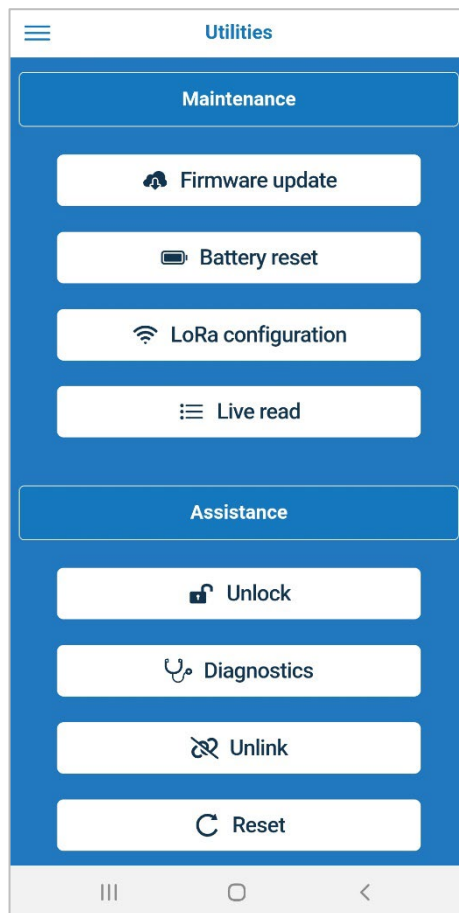 Utilities
Maintenance
Firmware update
Battery reset
LoRa configuration
Live read
Assistance
Unlock
Diagnostics
Unlink
Reset